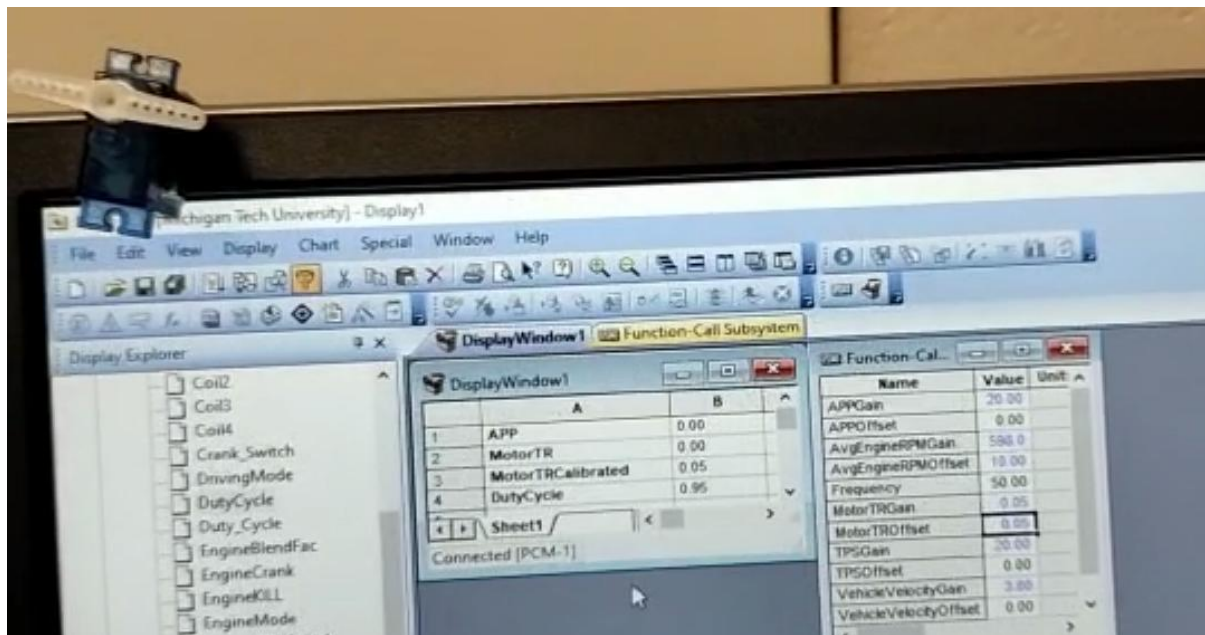 chigan Tech University] - Display1
File Edit View Display Chart Special Window Help
Display Explorer
Coil2
Coil3
Coil4
Crank_Switch
DrivingMode
DutyCycle
Duty_Cycle
EngineBlendFac
EngineCrank
EngineKILL
EngineMode
DisplayWindow1 Function-Call Subsystem
DisplayWindow1
A B
1 APP 0.00
2 MotorTR 0.00
3 MotorTRCalibrated 0.05
4 DutyCycle 0.95
Sheet1
Connected [PCM-1]
Function-Cal...
Name Value Unit
APPGain 20.00
APPOffset 0.00
AvgEngineRPMGain 598.0
AvgEngineRPMOffset 10.00
Frequency 50.00
MotorTRGain 0.05
MotorTROffset 0.05
TPSGain 20.00
TPSOffset 0.00
VehicleVelocityGain 3.80
VehicleVelocityOffset 0.00